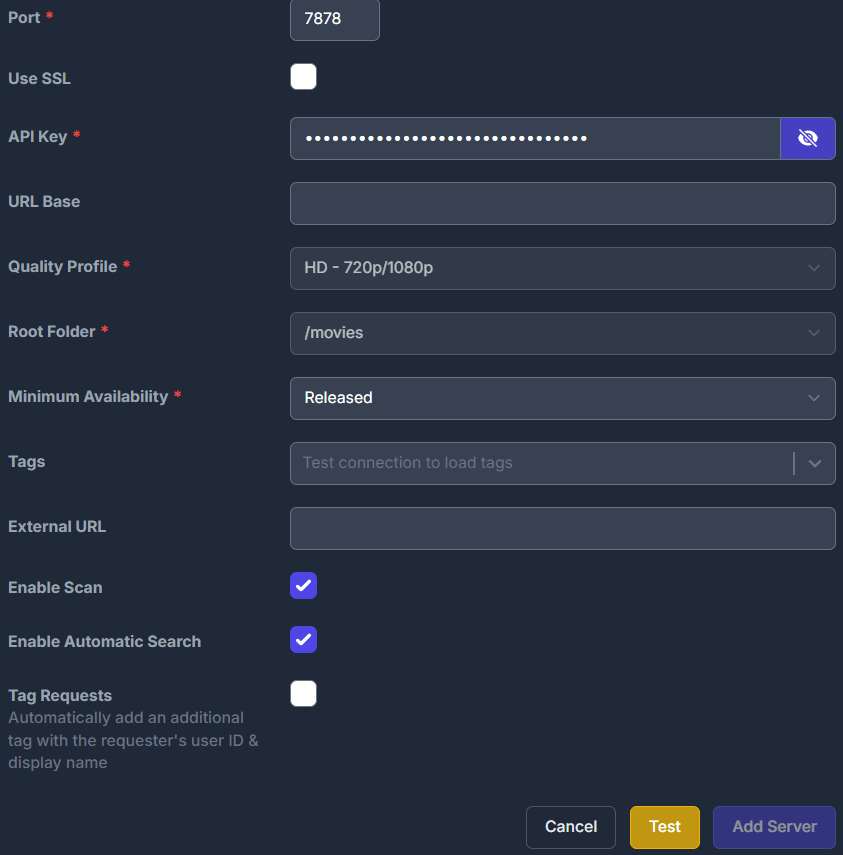 Port *
7878
Use SSL
API Key *
••••••••••••••••••••••••••••••••
URL Base
Quality Profile *
HD - 720p/1080p
Root Folder *
/movies
Minimum Availability *
Released
Tags
Test connection to load tags
External URL
Enable Scan
Enable Automatic Search
Tag Requests
Automatically add an additional
tag with the requester's user ID &
display name
Cancel
Test
Add Server